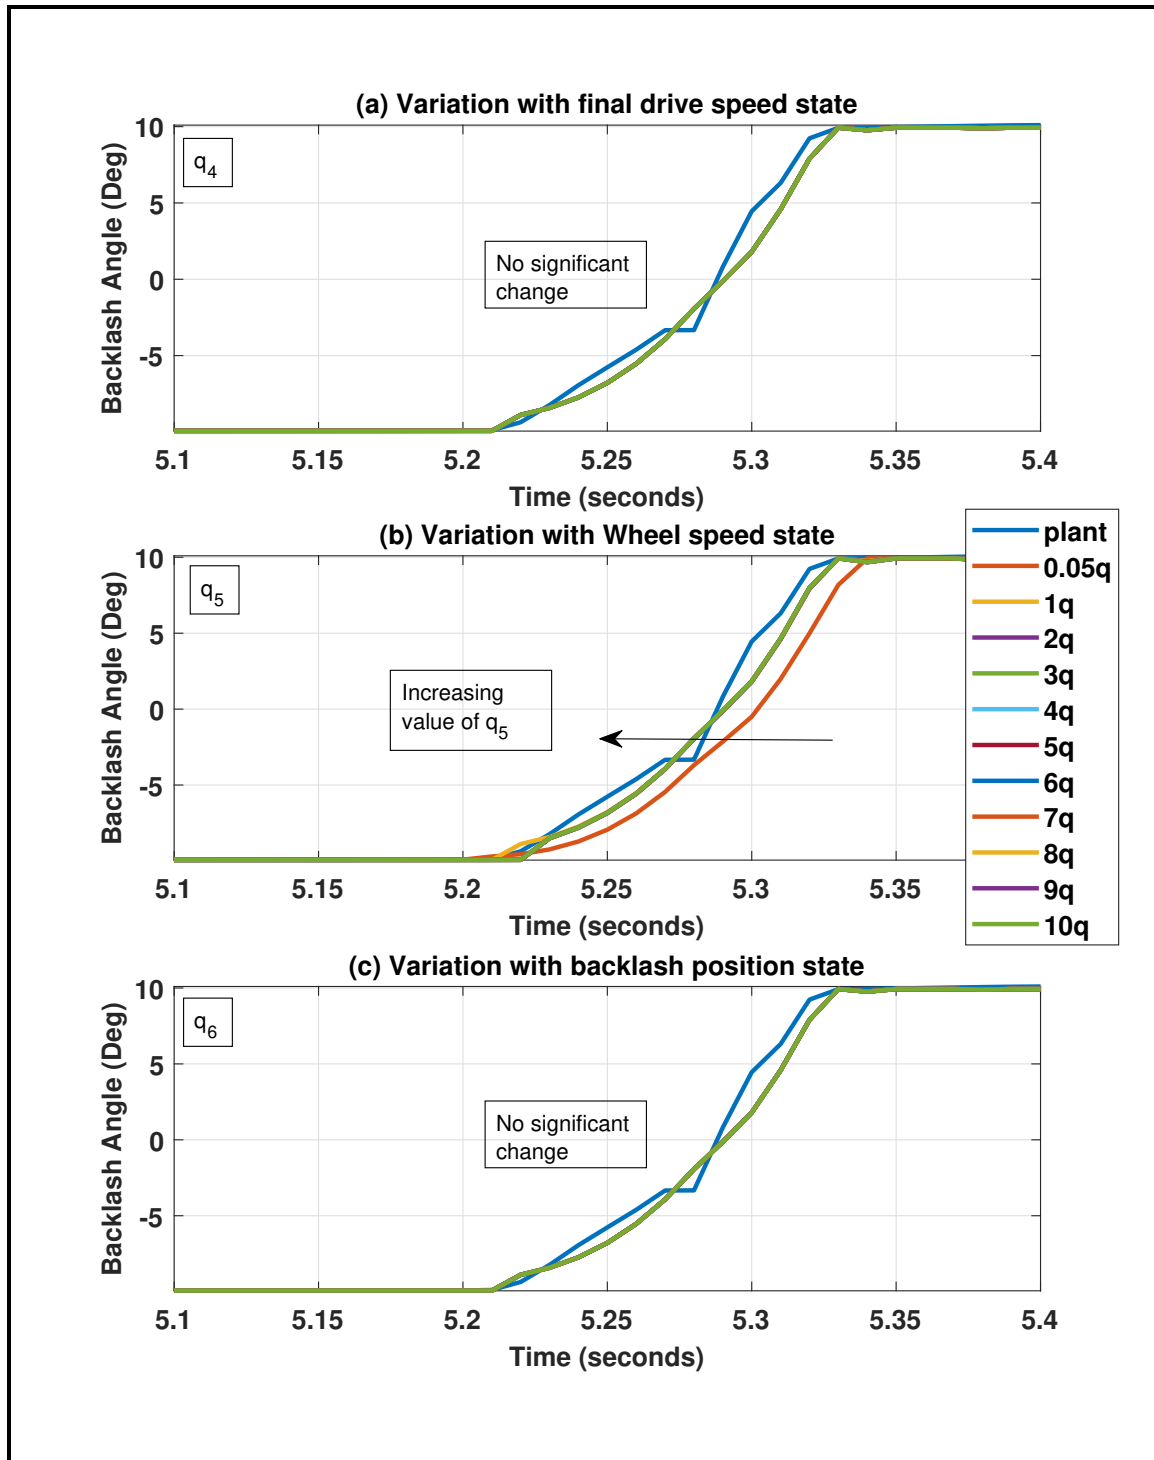 (a) Variation with final drive speed state
Backlash Angle (Deg)
10
5
0
-5
q4
No significant
change
5.1 5.15 5.2 5.25 5.3 5.35 5.4
Time (seconds)
(b) Variation with Wheel speed state
Backlash Angle (Deg)
10
5
0
-5
q5
Increasing
value of q5
5.1 5.15 5.2 5.25 5.3 5.35
Time (seconds)
plant
0.05q
1q
2q
3q
4q
5q
6q
7q
8q
9q
10q
(c) Variation with backlash position state
Backlash Angle (Deg)
10
5
0
-5
q6
No significant
change
5.1 5.15 5.2 5.25 5.3 5.35 5.4
Time (seconds)